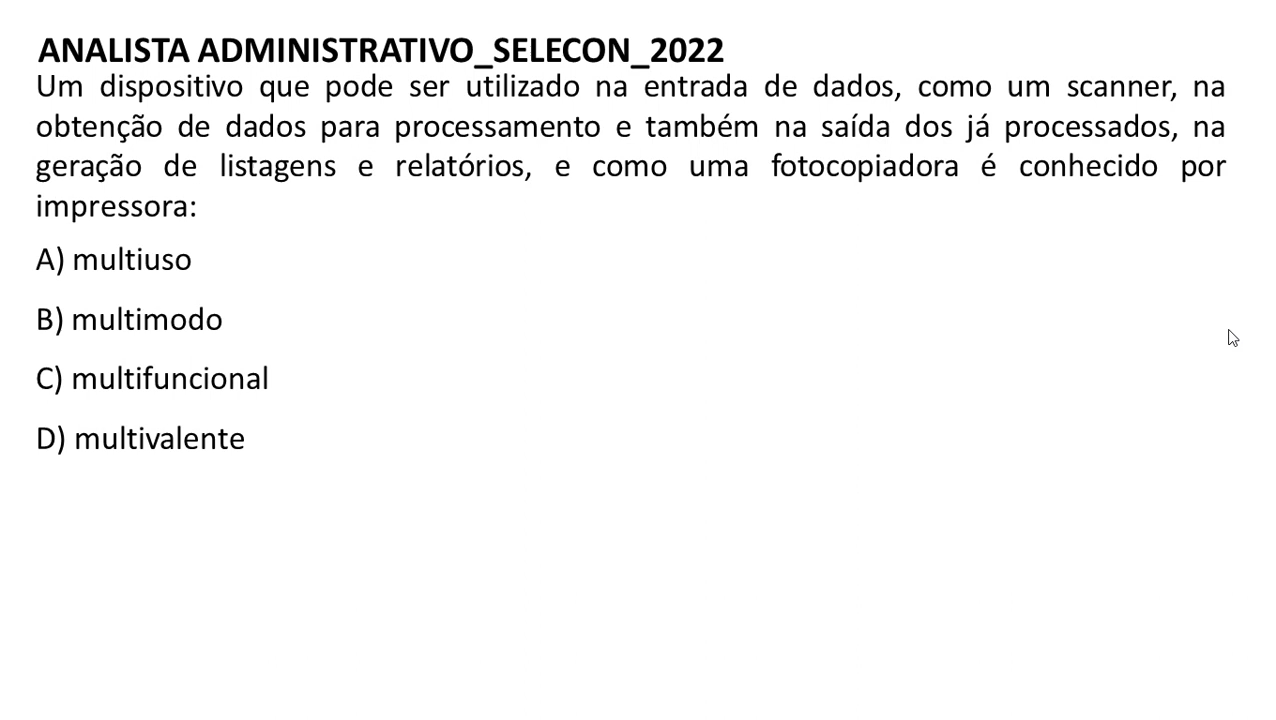 ANALISTA ADMINISTRATIVO_SELECON_2022
Um dispositivo que pode ser utilizado na entrada de dados, como um scanner, na
obtenção de dados para processamento e também na saída dos já processados, na
geração de listagens e relatórios, e como uma fotocopiadora é conhecido por
impressora:
A) multiuso
B) multimodo
C) multifuncional
D) multivalente